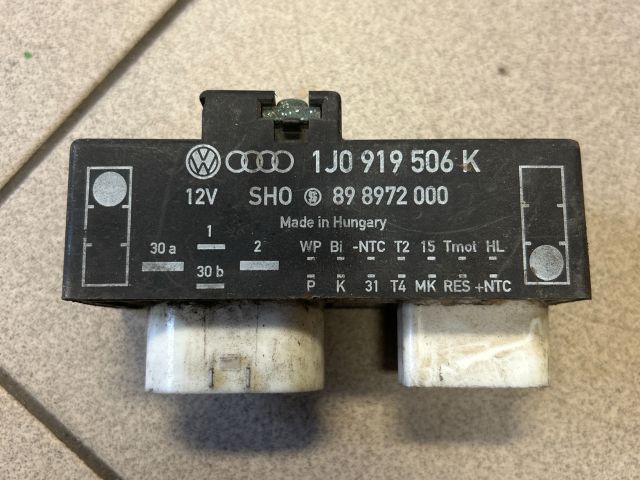 1J0 919 506 K
12V SHO 89 8972 000
Made in Hungary
1
30 a 2
30 b
WP Bi -NTC T2 15 Tmot HL
P K 31 T4 MK RES +NTC